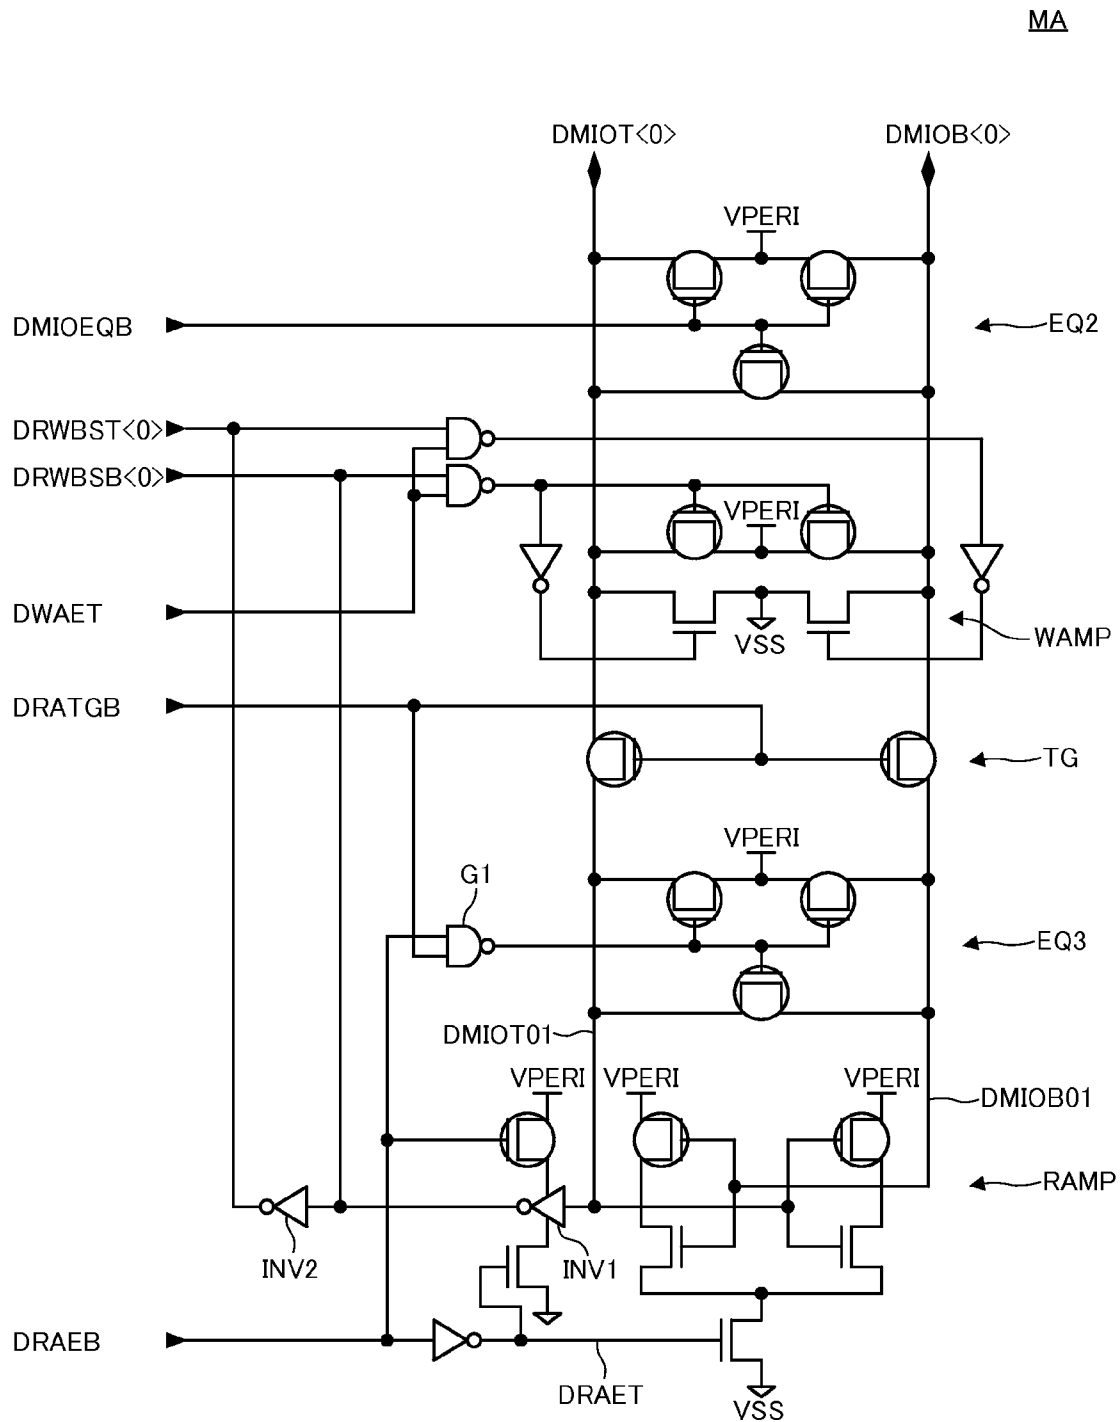 MA
DMIOT<0>
DMIOB<0>
VPERI
DMIOEQB
EQ2
DRWBST<0>
DRWBSB<0>
VPERI
DWAET
VSS
WAMP
DRATGB
TG
VPERI
G1
EQ3
DMIOT01
VPERI
VPERI
VPERI
DMIOB01
RAMP
INV2
INV1
DRAEB
DRAET
VSS